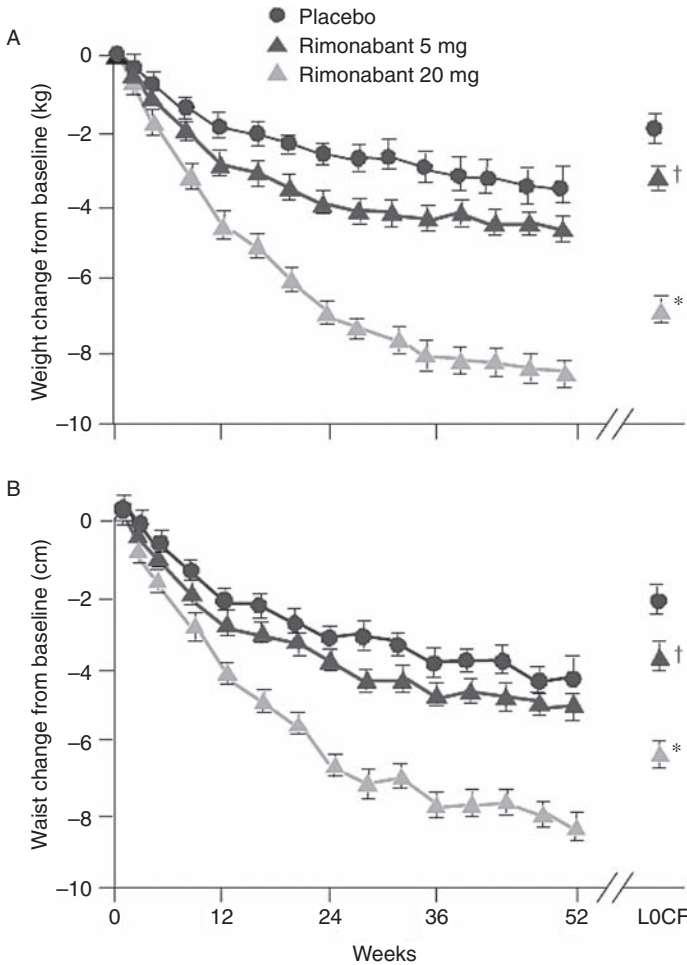 Placebo
Rimonabant 5 mg
Rimonabant 20 mg
A
Weight change from baseline (kg)
0
–2
–4
–6
–8
–10
†
*
B
Waist change from baseline (cm)
0
–2
–4
–6
–8
–10
†
*
0 12 24 36 52 L0CF
Weeks